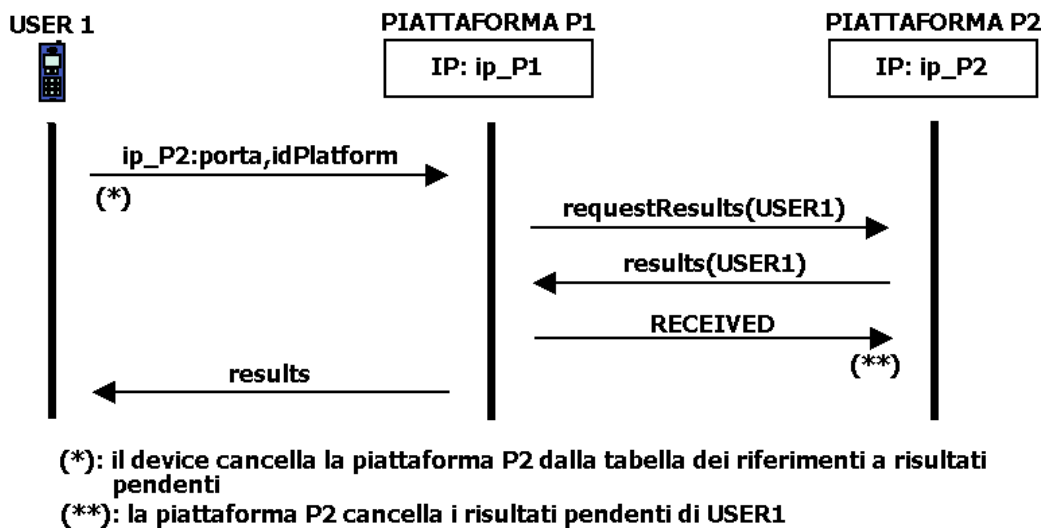 USER 1
PIATTAFORMA P1
PIATTAFORMA P2
IP: ip_P1
IP: ip_P2
ip_P2:porta,idPlatform
(*)
requestResults(USER1)
results(USER1)
RECEIVED
(**)
results
(*): il device cancella la piattaforma P2 dalla tabella dei riferimenti a risultati
pendenti
(**): la piattaforma P2 cancella i risultati pendenti di USER1